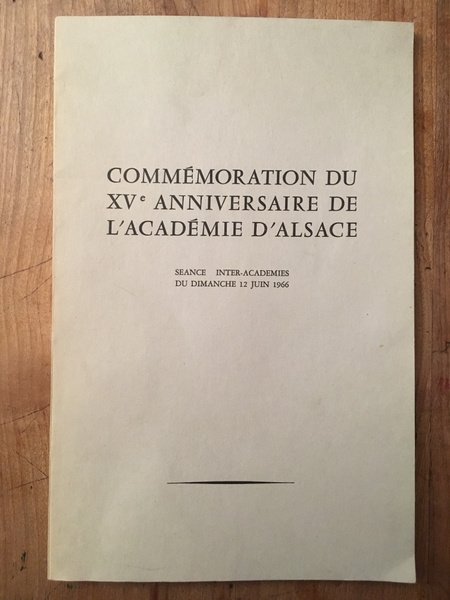 COMMÉMORATION DU
XVe ANNIVERSAIRE DE
L'ACADÉMIE D'ALSACE
SEANCE INTER-ACADEMIES
DU DIMANCHE 12 JUIN 1966